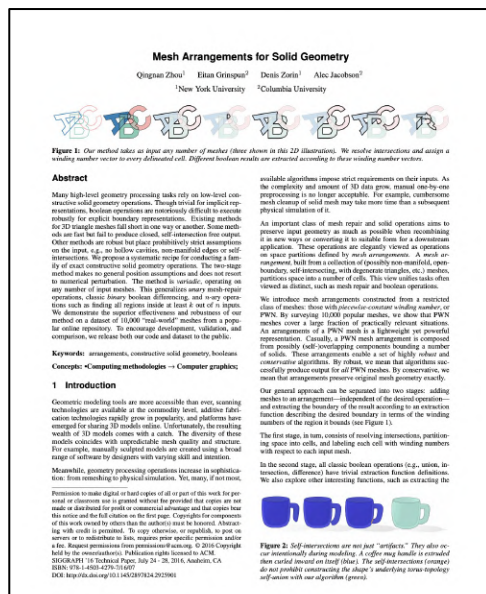 Mesh Arrangements for Solid Geometry
Qingnan Zhou¹ Eitan Grinspun² Denis Zorin¹ Alec Jacobson²
¹New York University ²Columbia University
Figure 1: Our method takes as input any number of meshes (three shown in this 2D illustration). We resolve intersections and assign a
winding number vector to every delineated cell. Different boolean results are extracted according to these winding number vectors.
Abstract
Many high-level geometry processing tasks rely on low-level con-
structive solid geometry operations. Though trivial for implicit rep-
resentations, boolean operations are notoriously difficult to execute
robustly for explicit boundary representations. Existing methods
for 3D triangle meshes fall short in one way or another. Some meth-
ods are fast but fail to produce closed, self-intersection free output.
Other methods are robust but place prohibitively strict assumptions
on the input, e.g., no hollow cavities, non-manifold edges or self-
intersections. We propose a systematic recipe for conducting a fam-
ily of exact constructive solid geometry operations. The two-stage
method makes no general position assumptions and does not resort
to numerical perturbation. The method is variadic, operating on
any number of input meshes. This generalizes unary mesh-repair
operations, classic binary boolean differencing, and n-ary opera-
tions such as finding all regions inside at least k out of n inputs.
We demonstrate the superior effectiveness and robustness of our
method on a dataset of 10,000 "real-world" meshes from a pop-
ular online repository. To encourage development, validation, and
comparison, we release both our code and dataset to the public.
Keywords: arrangements, constructive solid geometry, booleans
Concepts: •Computing methodologies → Computer graphics;
1 Introduction
Geometric modeling tools are more accessible than ever, scanning
technologies are available at the commodity level, additive fabri-
cation technologies rapidly grow in popularity, and platforms have
emerged for sharing 3D models online. Unfortunately, the resulting
wealth of 3D models comes with a catch. The diversity of these
models coincides with unpredictable mesh quality and structure.
For example, manually sculpted models are created using a broad
range of software by designers with varying skill and intention.
Meanwhile, geometry processing operations increase in sophistica-
tion: from remeshing to physical simulation. Yet, many, if not most,
Permission to make digital or hard copies of all or part of this work for per-
sonal or classroom use is granted without fee provided that copies are not
made or distributed for profit or commercial advantage and that copies bear
this notice and the full citation on the first page. Copyrights for components
of this work owned by others than the author(s) must be honored. Abstract-
ing with credit is permitted. To copy otherwise, or republish, to post on
servers or to redistribute to lists, requires prior specific permission and/or
a fee. Request permissions from permissions@acm.org. © 2016 Copyright
held by the owner/author(s). Publication rights licensed to ACM.
SIGGRAPH '16 Technical Paper, July 24 - 28, 2016, Anaheim, CA
ISBN: 978-1-4503-4279-7/16/07
DOI: http://dx.doi.org/10.1145/2897824.2925901
available algorithms impose strict requirements on their inputs. As
the complexity and amount of 3D data grow, manual one-by-one
preprocessing is no longer acceptable. For example, cumbersome
mesh cleanup of solid mesh may take more time than a subsequent
physical simulation of it.
An important class of mesh repair and solid operations aims to
preserve input geometry as much as possible when recombining
it in new ways or converting it to suitable form for a downstream
application. These operations are elegantly viewed as operations
on space partitions defined by mesh arrangements. A mesh ar-
rangement, built from a collection of (possibly non-manifold, open-
boundary, self-intersecting, with degenerate triangles, etc.) meshes,
partitions space into a number of cells. This view unifies tasks often
viewed as distinct, such as mesh repair and boolean operations.
We introduce mesh arrangements constructed from a restricted
class of meshes: those with piecewise-constant winding number, or
PWN. By surveying 10,000 popular meshes, we show that PWN
meshes cover a large fraction of practically relevant situations.
An arrangements of a PWN mesh is a lightweight yet powerful
representation. Casually, a PWN mesh arrangement is composed
from possibly (self-)overlapping components bounding a number
of solids. These arrangements enable a set of highly robust and
conservative algorithms. By robust, we mean that algorithms suc-
cessfully produce output for all PWN meshes. By conservative, we
mean that arrangements preserve original mesh geometry exactly.
Our general approach can be separated into two stages: adding
meshes to an arrangement—independent of the desired operation—
and extracting the boundary of the result according to an extraction
function describing the desired boundary in terms of the winding
numbers of the region it bounds (see Figure 1).
The first stage, in turn, consists of resolving intersections, partition-
ing space into cells, and labeling each cell with winding numbers
with respect to each input mesh.
In the second stage, all classic boolean operations (e.g., union, in-
tersection, difference) have trivial extraction function definitions.
We also explore other interesting functions, such as extracting the
Figure 2: Self-intersections are not just "artifacts." They also oc-
cur intentionally during modeling. A coffee mug handle is extruded
then curled inward on itself (blue). The self-intersections (orange)
do not prohibit constructing the shape's underlying torus-topology
self-union with our algorithm (green).